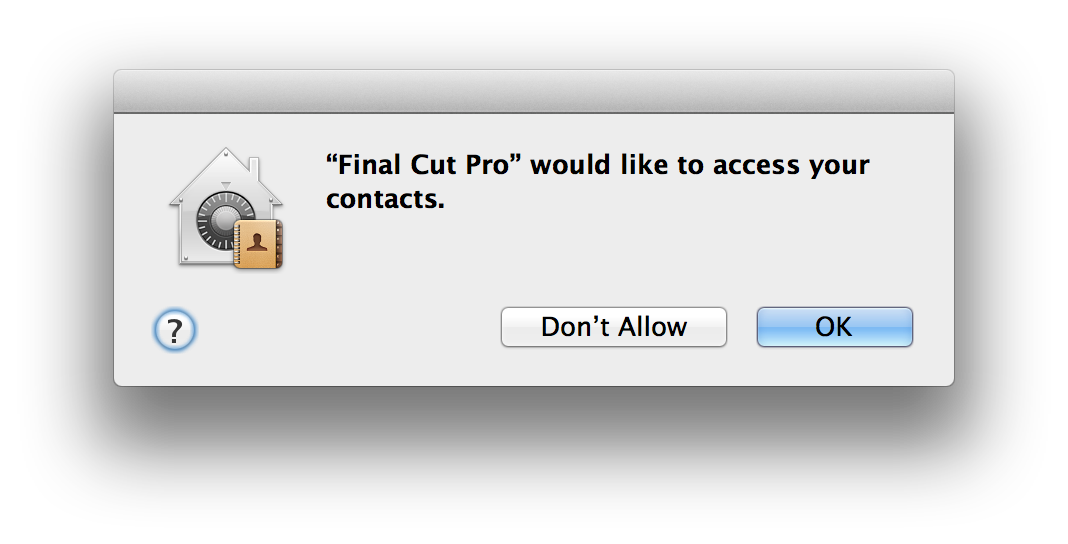 “Final Cut Pro” would like to access your
contacts.
?
Don’t Allow
OK